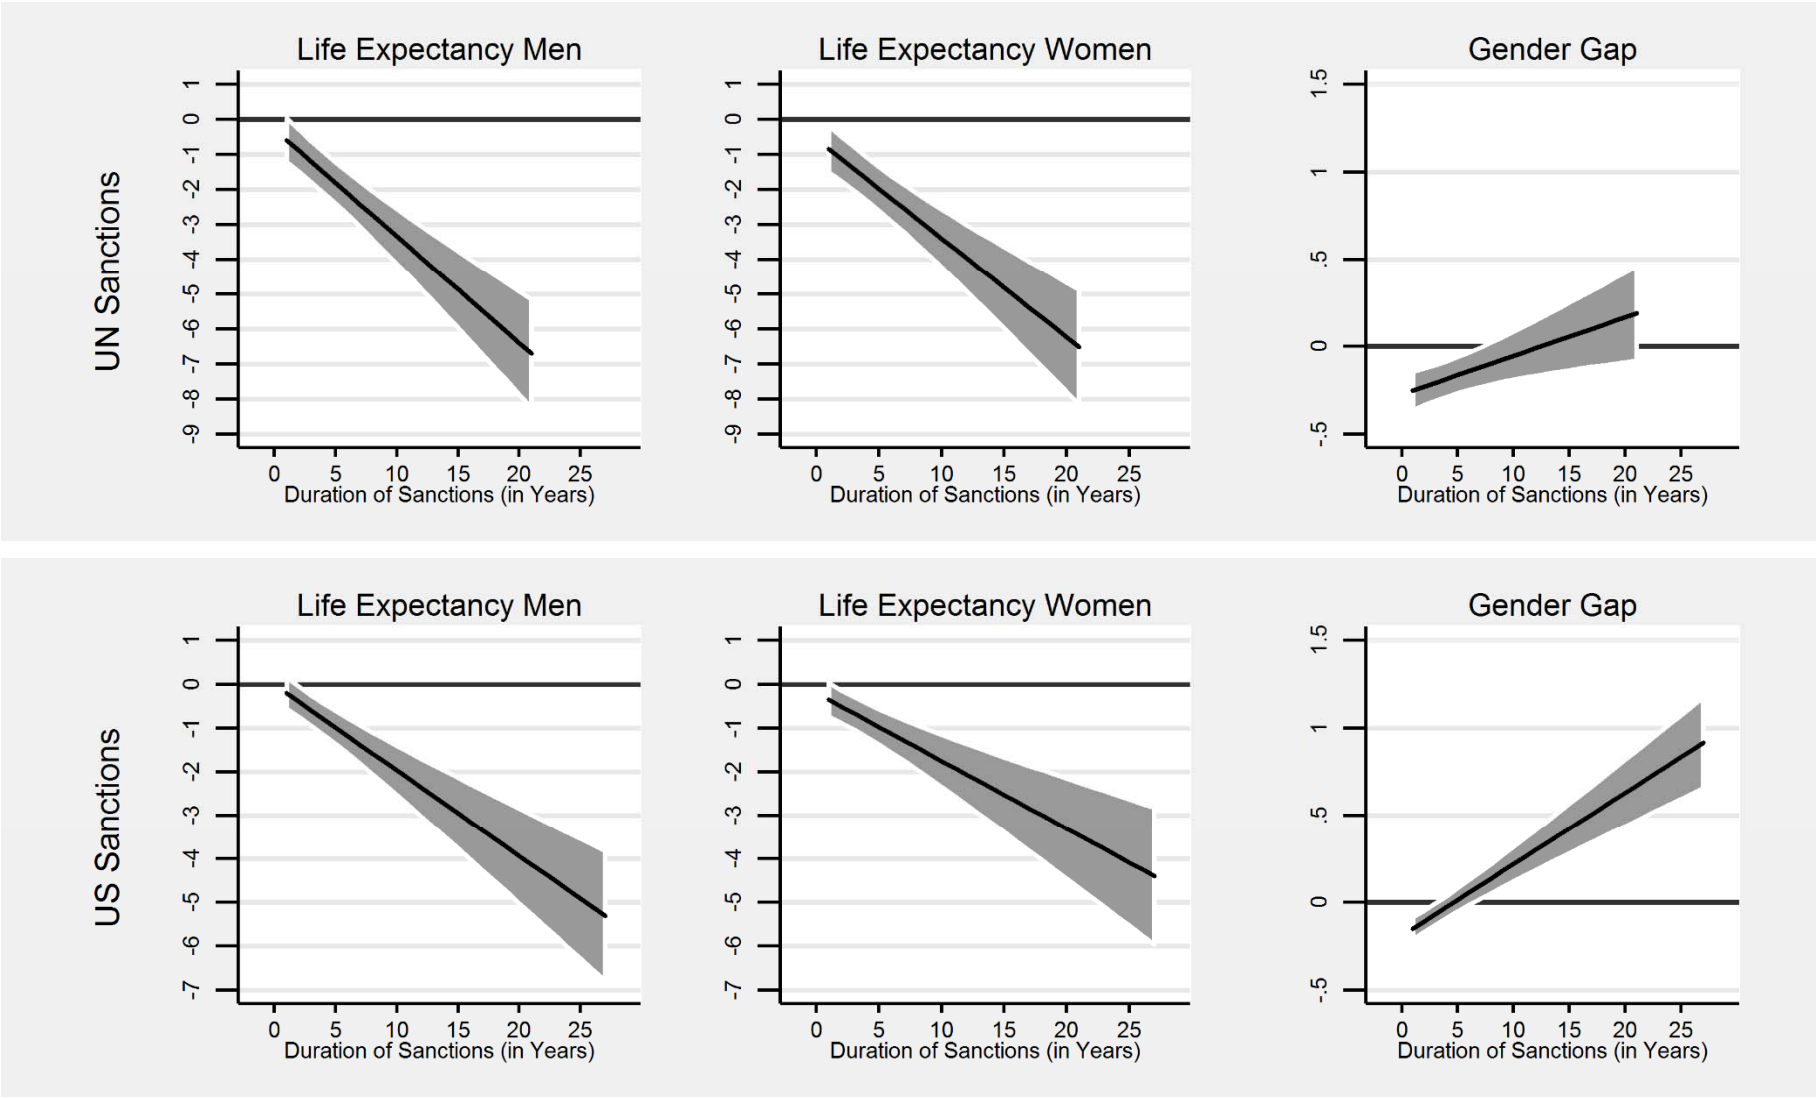 Life Expectancy Men
Life Expectancy Women
Gender Gap
UN Sanctions
1
0
-1
-2
-3
-4
-5
-6
-7
-8
-9
0 5 10 15 20 25
Duration of Sanctions (in Years)
1
0
-1
-2
-3
-4
-5
-6
-7
-8
-9
0 5 10 15 20 25
Duration of Sanctions (in Years)
1.5
1
.5
0
-.5
0 5 10 15 20 25
Duration of Sanctions (in Years)
Life Expectancy Men
Life Expectancy Women
Gender Gap
US Sanctions
1
0
-1
-2
-3
-4
-5
-6
-7
0 5 10 15 20 25
Duration of Sanctions (in Years)
1
0
-1
-2
-3
-4
-5
-6
-7
0 5 10 15 20 25
Duration of Sanctions (in Years)
1.5
1
.5
0
-.5
0 5 10 15 20 25
Duration of Sanctions (in Years)